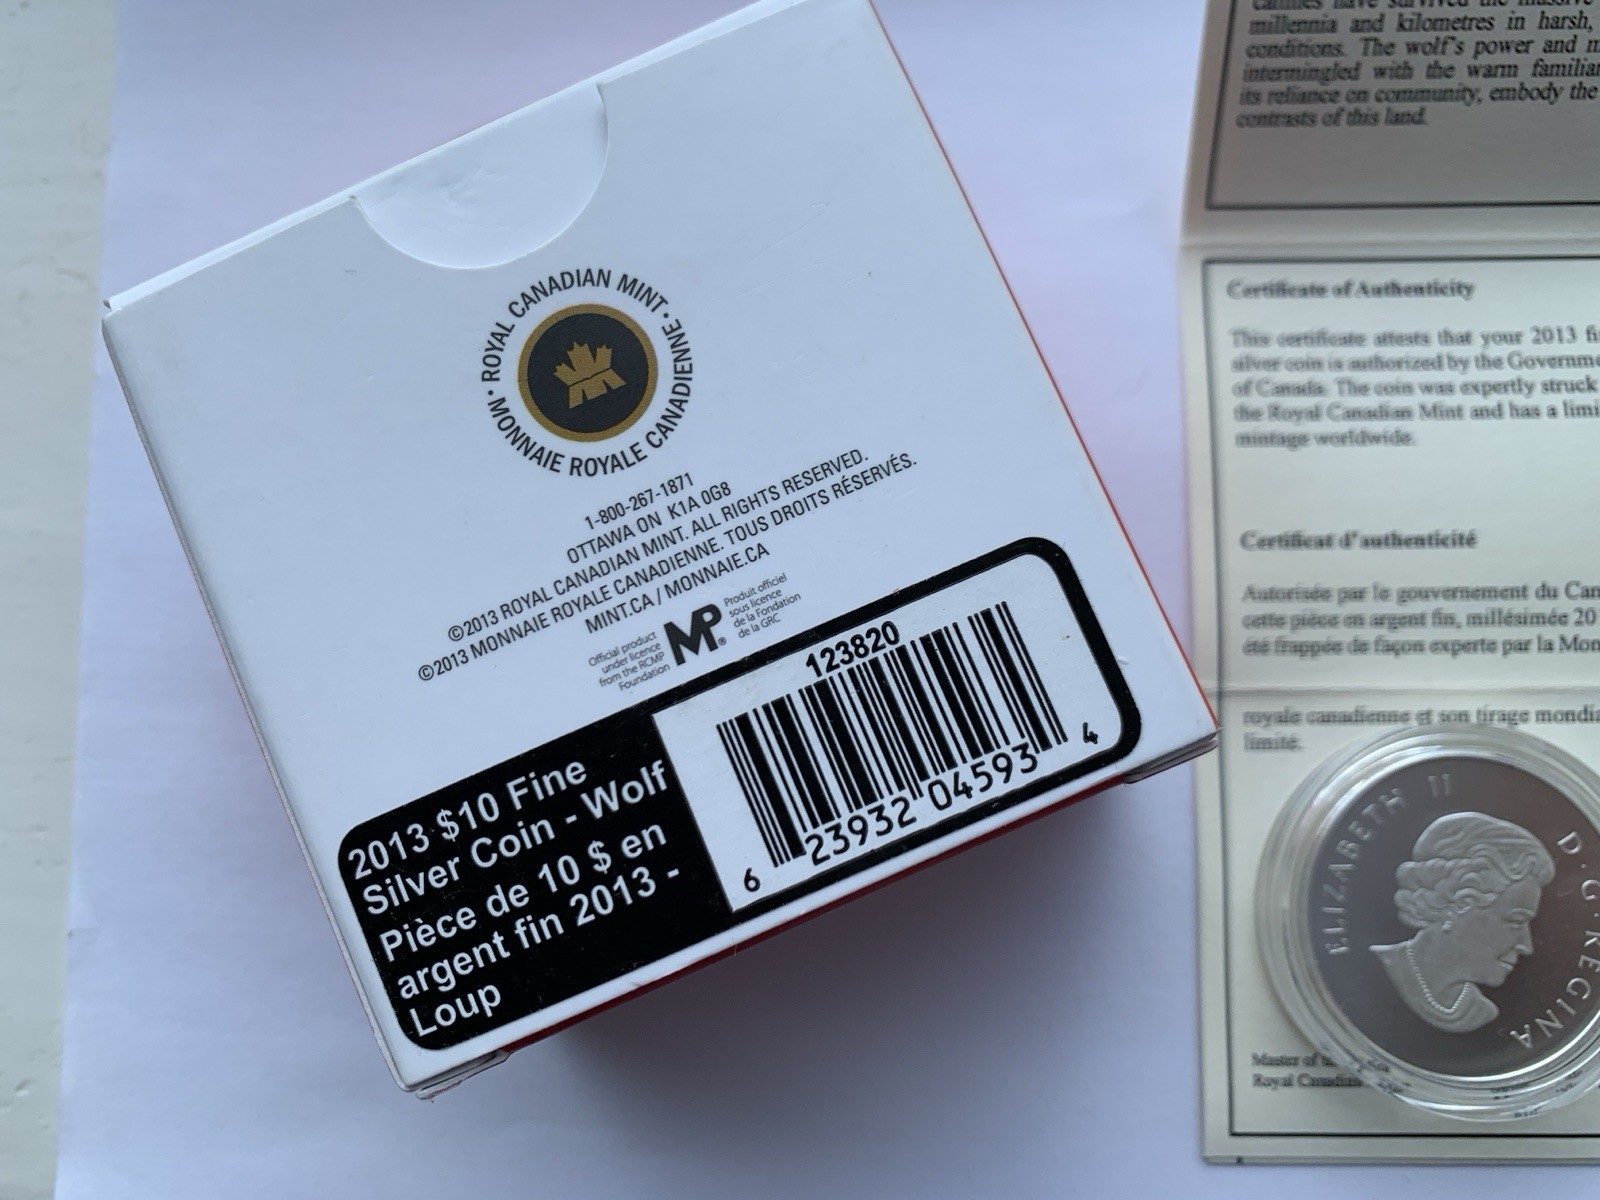 ROYAL CANADIAN MINT · MONNAIE ROYALE CANADIENNE ·
1-800-267-1871
OTTAWA ON K1A 0G8
©2013 ROYAL CANADIAN MINT. ALL RIGHTS RESERVED.
©2013 MONNAIE ROYALE CANADIENNE. TOUS DROITS RÉSERVÉS.
MINT.CA / MONNAIE.CA
Official product
under licence
from the RCMP
Foundation
MP®
Produit officiel
sous licence
de la Fondation
de la GRC
2013 $10 Fine
Silver Coin - Wolf
Pièce de 10 $ en
argent fin 2013 -
Loup
123820
6 23932 04593 4
have survived the massive
millennia and kilometres in harsh,
conditions. The wolf's power and
intermingled with the warm
its reliance on community, embody the
contrasts of this land.
Certificate of Authenticity
This certificate attests that your 2013
silver coin is authorized by the
of Canada. The coin was expertly struck
the Royal Canadian Mint and has a
mintage worldwide.
Certificat d'authenticité
Autorisée par le gouvernement du
cette pièce en argent fin, millésimée 20
été frappée de façon experte par la
royale canadienne et son tirage
limité.
ELIZABETH II D·G·REGINA
Master of
Royal Canadian